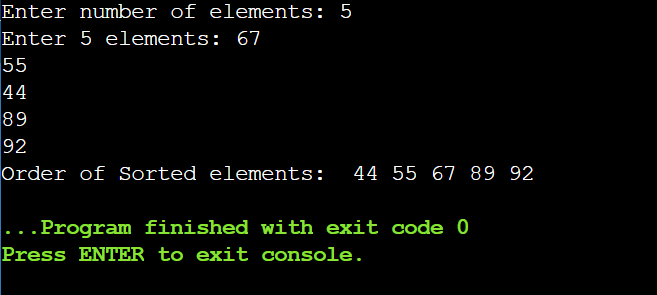 Enter number of elements: 5
Enter 5 elements: 67
55
44
89
92
Order of Sorted elements:  44 55 67 89 92
...Program finished with exit code 0
Press ENTER to exit console.